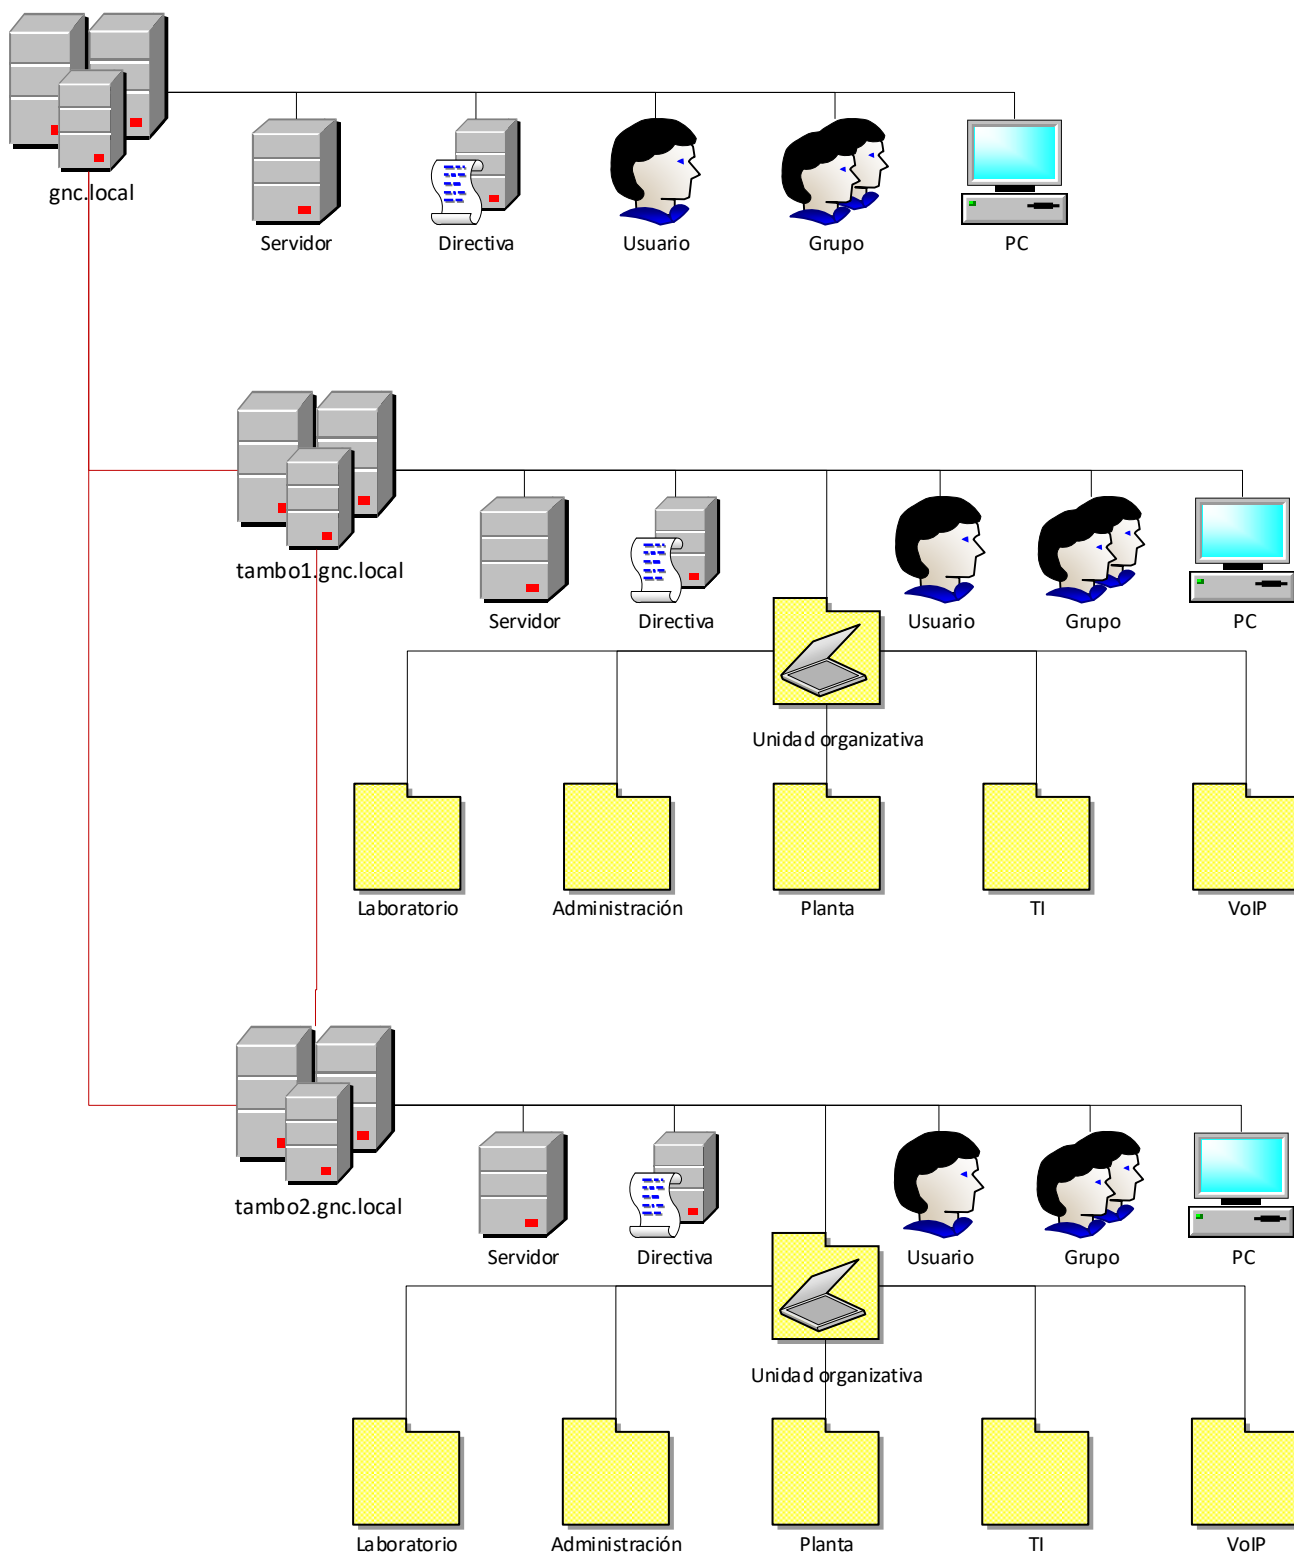 gnc.local
Servidor
Directiva
Usuario
Grupo
PC
tambo1.gnc.local
Servidor
Directiva
Usuario
Grupo
PC
Unidad organizativa
Laboratorio
Administración
Planta
TI
VoIP
tambo2.gnc.local
Servidor
Directiva
Usuario
Grupo
PC
Unidad organizativa
Laboratorio
Administración
Planta
TI
VoIP